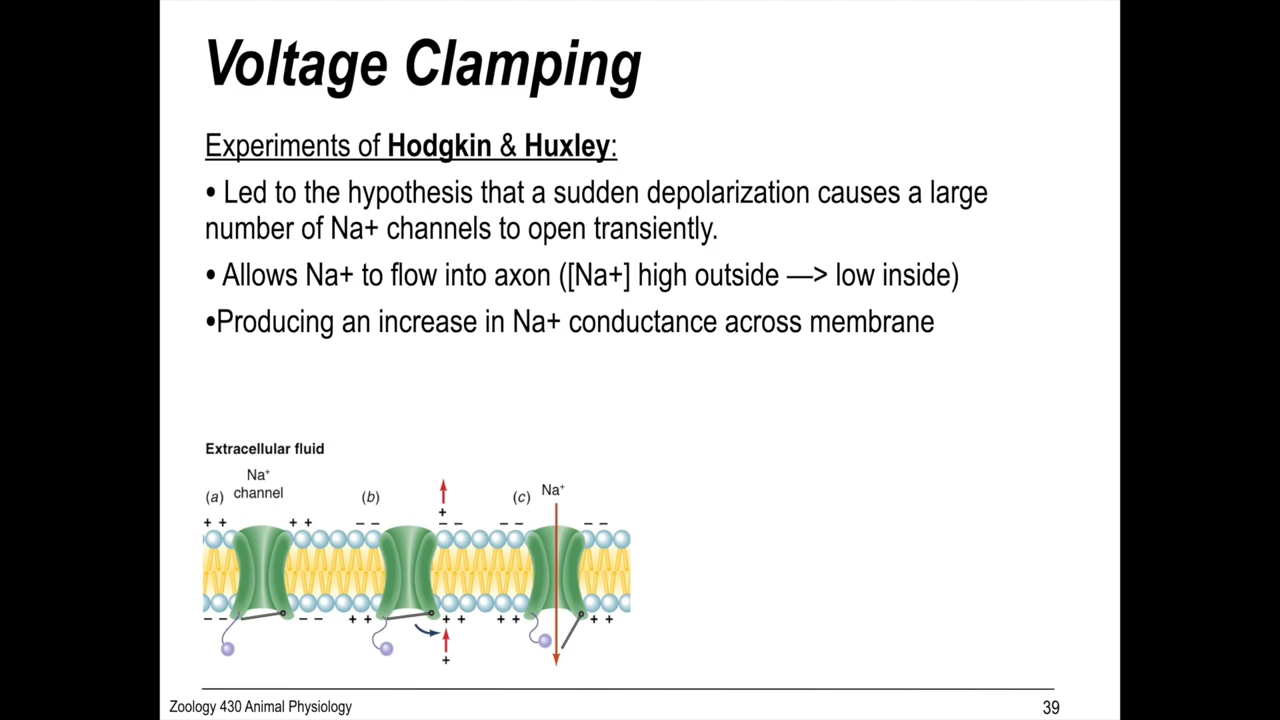 Voltage Clamping
Experiments of Hodgkin & Huxley:
• Led to the hypothesis that a sudden depolarization causes a large
number of Na+ channels to open transiently.
• Allows Na+ to flow into axon ([Na+] high outside —> low inside)
•Producing an increase in Na+ conductance across membrane
Extracellular fluid
Na⁺
(a) channel
(b)
(c) Na⁺
+
+ + + + – – – – – – – –
– – – – + + + + + + + +
+
Zoology 430 Animal Physiology
39